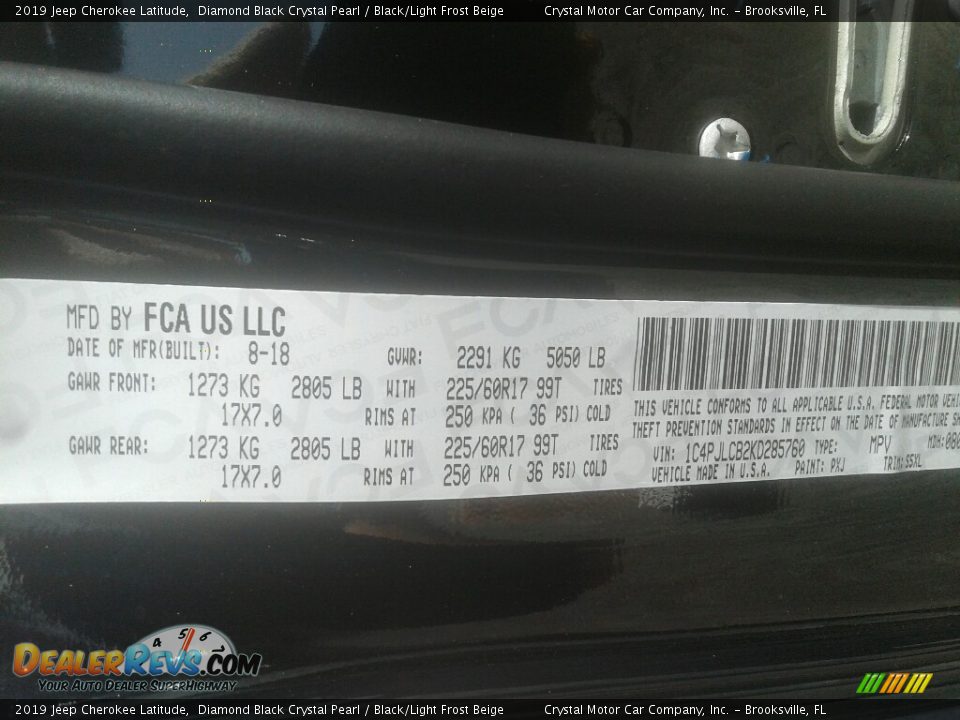 2019 Jeep Cherokee Latitude, Diamond Black Crystal Pearl / Black/Light Frost Beige Crystal Motor Car Company, Inc. - Brooksville, FL
MFD BY FCA US LLC
DATE OF MFR(BUILT): 8-18 GVWR: 2291 KG 5050 LB
GAWR FRONT: 1273 KG 2805 LB WITH 225/60R17 99T TIRES
17X7.0 RIMS AT 250 KPA ( 36 PSI) COLD
GAWR REAR: 1273 KG 2805 LB WITH 225/60R17 99T TIRES
17X7.0 RIMS AT 250 KPA ( 36 PSI) COLD
THIS VEHICLE CONFORMS TO ALL APPLICABLE U.S.A. FEDERAL MOTOR
THEFT PREVENTION STANDARDS IN EFFECT ON THE DATE OF MANUFACTURE
VIN: 1C4PJLCB2KD285760 TYPE: MPV MDH:
VEHICLE MADE IN U.S.A. PAINT: PXJ TRIM:S5XL
4 5 6
DEALERREVS.COM
YOUR AUTO DEALER SUPERHIGHWAY
2019 Jeep Cherokee Latitude, Diamond Black Crystal Pearl / Black/Light Frost Beige Crystal Motor Car Company, Inc. - Brooksville, FL